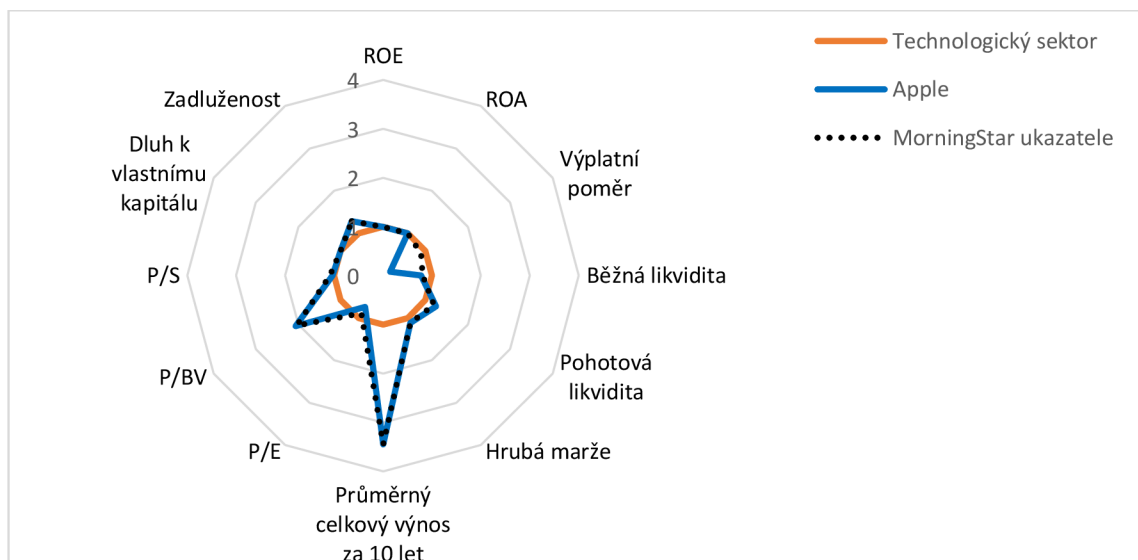 ROE
ROA
Výplatní
poměr
Běžná likvidita
Pohotová
likvidita
Hrubá marže
Průměrný
celkový výnos
za 10 let
P/E
P/BV
P/S
Dluh k
vlastnímu
kapitálu
Zadluženost
4
3
2
1
0
Technologický sektor
Apple
MorningStar ukazatele